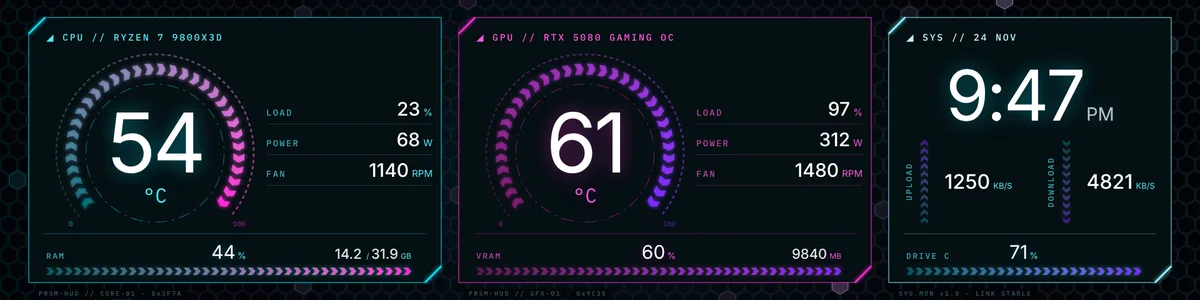 CPU // RYZEN 7 9800X3D
54
°C
0 100
LOAD 23 %
POWER 68 W
FAN 1140 RPM
RAM 44 % 14.2 / 31.9 GB
PRSM-HUD // CORE-01 · 0x3F7A
GPU // RTX 5080 GAMING OC
61
°C
0 100
LOAD 97 %
POWER 312 W
FAN 1480 RPM
VRAM 60 % 9840 MB
PRSM-HUD // GFX-01 · 0x9C2E
SYS // 24 NOV
9:47 PM
UPLOAD 1250 KB/S
DOWNLOAD 4821 KB/S
DRIVE C 71 %
SYS.MON v1.0 · LINK STABLE